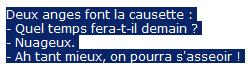 Deux anges font la causette :
- Quel temps fera-t-il demain ?
- Nuageux.
- Ah tant mieux, on pourra s'asseoir !